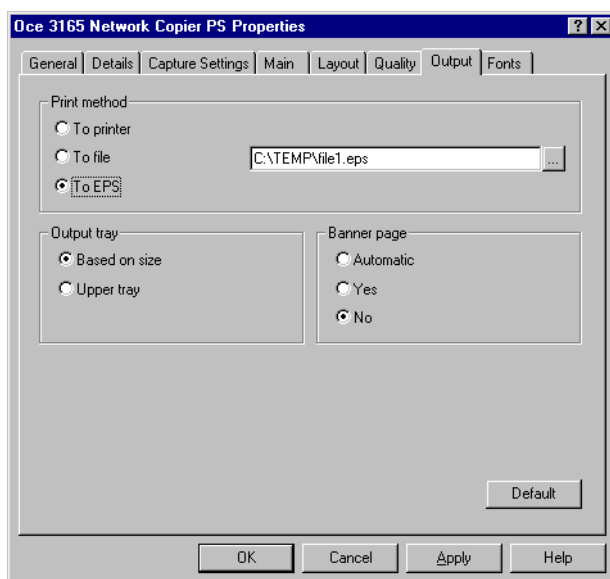 Oce 3165 Network Copier PS Properties
General Details Capture Settings Main Layout Quality Output Fonts
Print method
To printer
To file C:\TEMP\file1.eps ...
To EPS
Output tray
Based on size
Upper tray
Banner page
Automatic
Yes
No
Default
OK Cancel Apply Help